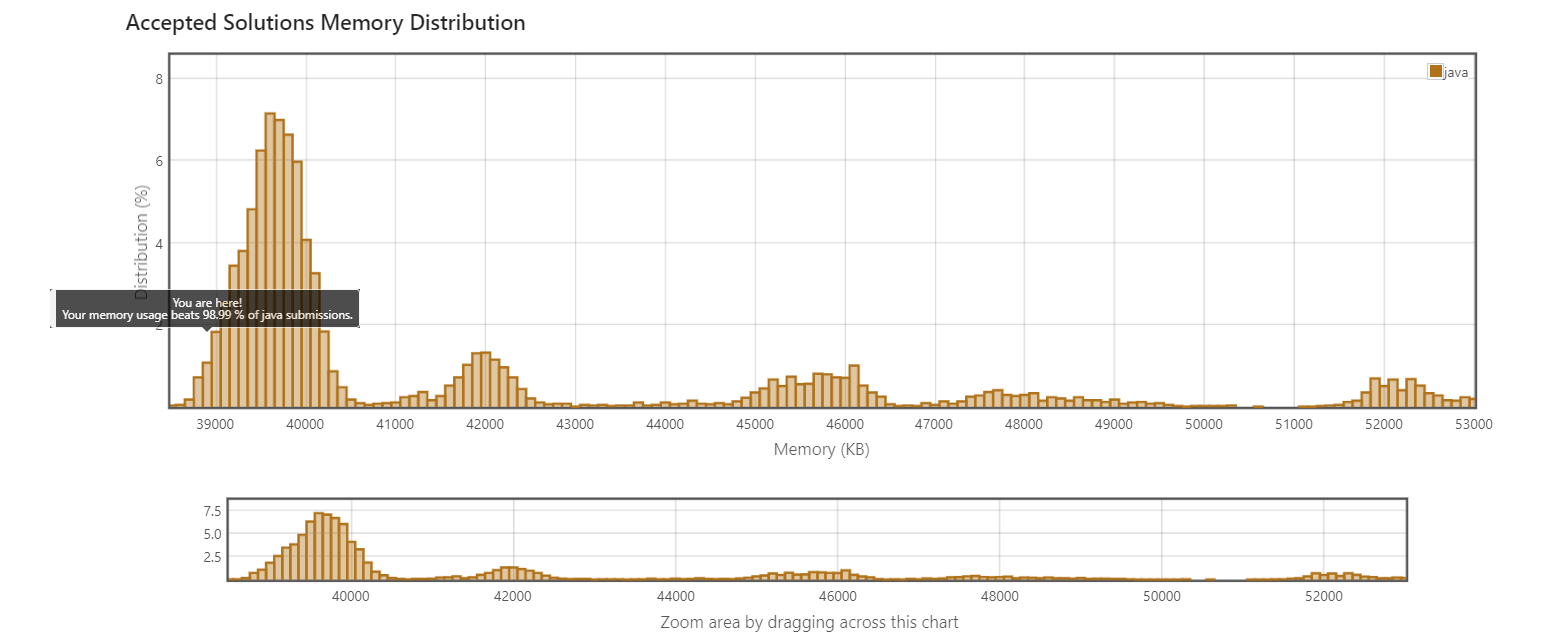 Accepted Solutions Memory Distribution
8
6
4
2
Distribution (%)
java
You are here!
Your memory usage beats 98.99 % of java submissions.
39000 40000 41000 42000 43000 44000 45000 46000 47000 48000 49000 50000 51000 52000 53000
Memory (KB)
7.5
5.0
2.5
40000 42000 44000 46000 48000 50000 52000
Zoom area by dragging across this chart